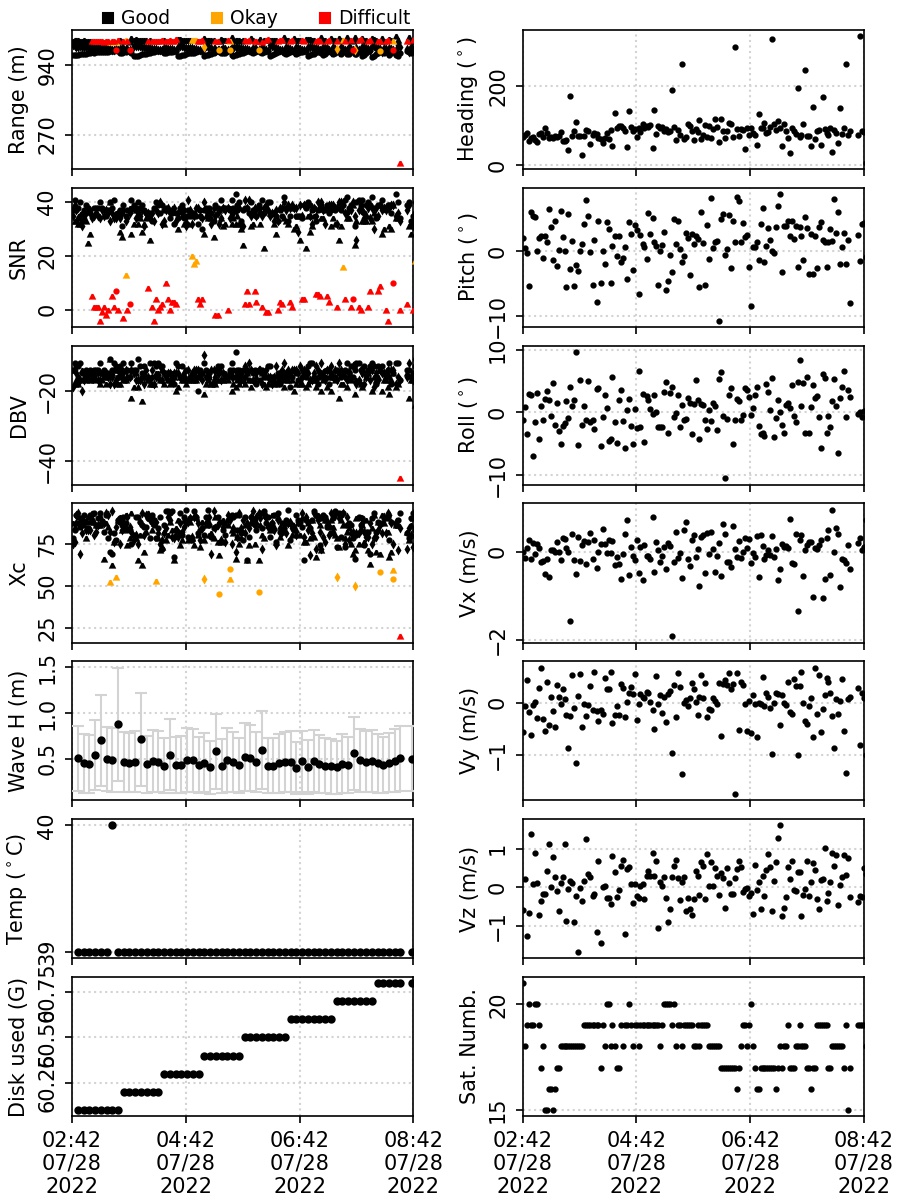 Good Okay Difficult
Range (m)
940
270
Heading (°)
200
0
SNR
40
20
0
Pitch (°)
0
−10
DBV
−20
−40
Roll (°)
10
0
−10
Xc
75
50
25
Vx (m/s)
0
−2
Wave H (m)
1.5
1.0
0.5
Vy (m/s)
0
−1
Temp (°C)
40
39
Vz (m/s)
1
0
−1
Disk used (G)
60.75
60.50
60.25
Sat. Numb.
20
15
02:42 04:42 06:42 08:42
07/28 07/28 07/28 07/28
2022 2022 2022 2022
02:42 04:42 06:42 08:42
07/28 07/28 07/28 07/28
2022 2022 2022 2022